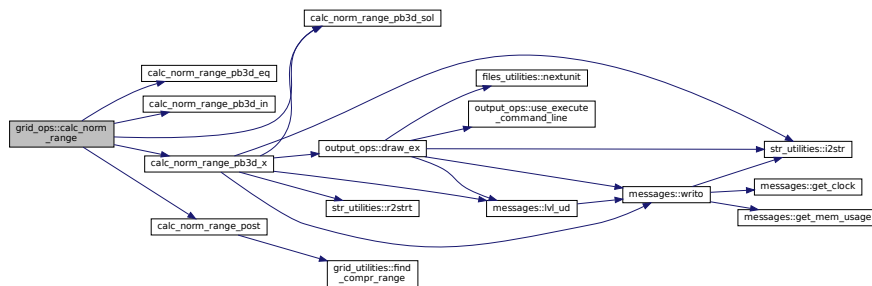 calc_norm_range_pb3d_sol
calc_norm_range_pb3d_eq
files_utilities::nextunit
calc_norm_range_pb3d_in
output_ops::use_execute
_command_line
grid_ops::calc_norm
_range
output_ops::draw_ex
str_utilities::i2str
calc_norm_range_pb3d_x
messages::get_clock
messages::writo
str_utilities::r2strt
messages::lvl_ud
messages::get_mem_usage
calc_norm_range_post
grid_utilities::find
_compr_range